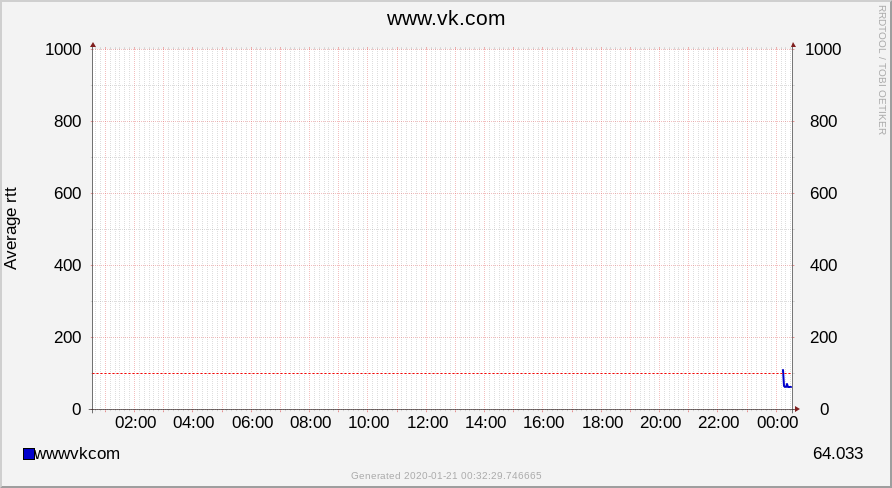 www.vk.com
RRDTOOL / TOBI OETIKER
Average rtt
1000 1000
800 800
600 600
400 400
200 200
0 0
02:00 04:00 06:00 08:00 10:00 12:00 14:00 16:00 18:00 20:00 22:00 00:00
wwwvkcom 64.033
Generated 2020-01-21 00:32:29.746665